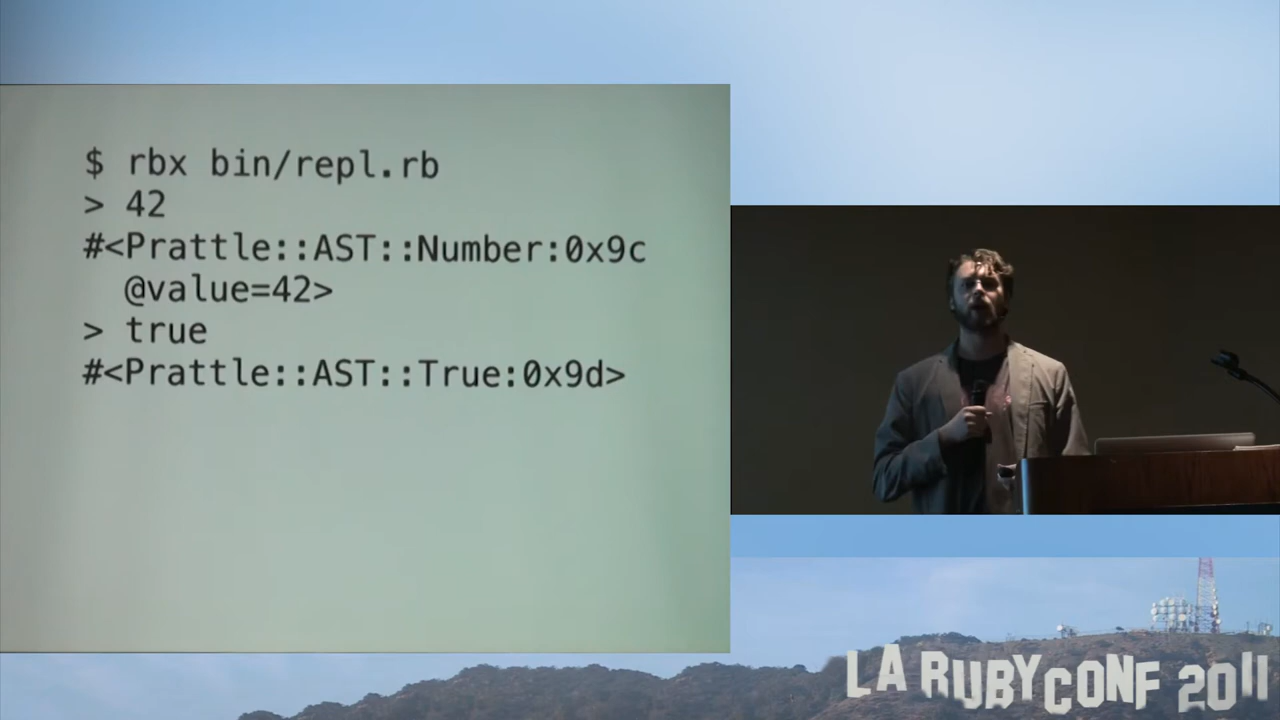 $ rbx bin/repl.rb
> 42
#<Prattle::AST::Number:0x9c
  @value=42>
> true
#<Prattle::AST::True:0x9d>
LA RUBYCONF 2011